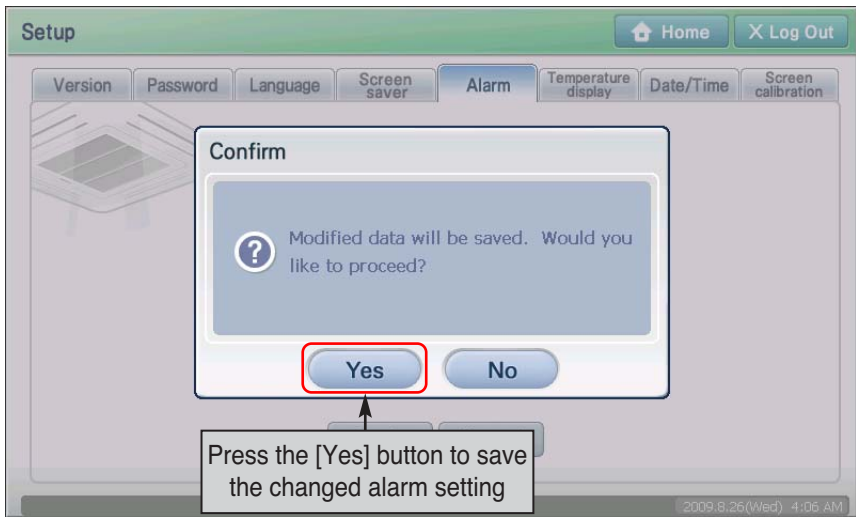 Setup
Home
X Log Out
Version
Password
Language
Screen
saver
Alarm
Temperature
display
Date/Time
Screen
calibration
Confirm
?
Modified data will be saved. Would you
like to proceed?
Yes
No
Press the [Yes] button to save
the changed alarm setting
2009.8.26(Wed) 4:06 AM